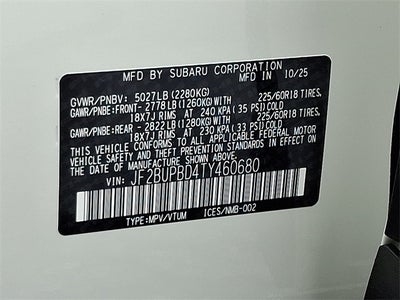 MFD BY SUBARU CORPORATION
MFD IN 10/25
GVWR/PNBV: 5027LB (2280KG)
GAWR/PNBE:FRONT- 2778LB(1260KG)WITH 225/60R18 TIRES,
18X7J RIMS AT 240 KPA( 35 PSI)COLD
GAWR/PNBE:REAR - 2822LB(1280KG)WITH 225/60R18 TIRES,
18X7J RIMS AT 230 KPA( 33 PSI)COLD
THIS VEHICLE CONFORMS TO ALL APPLICABLE FEDERAL MOTOR
VEHICLE SAFETY AND THEFT PREVENTION STANDARDS IN EFFECT ON
THE DATE OF MANUFACTURE SHOWN ABOVE.
VIN: JF2BUPBD4TY460680
TYPE:MPV/VTUM ICES/NMB-002